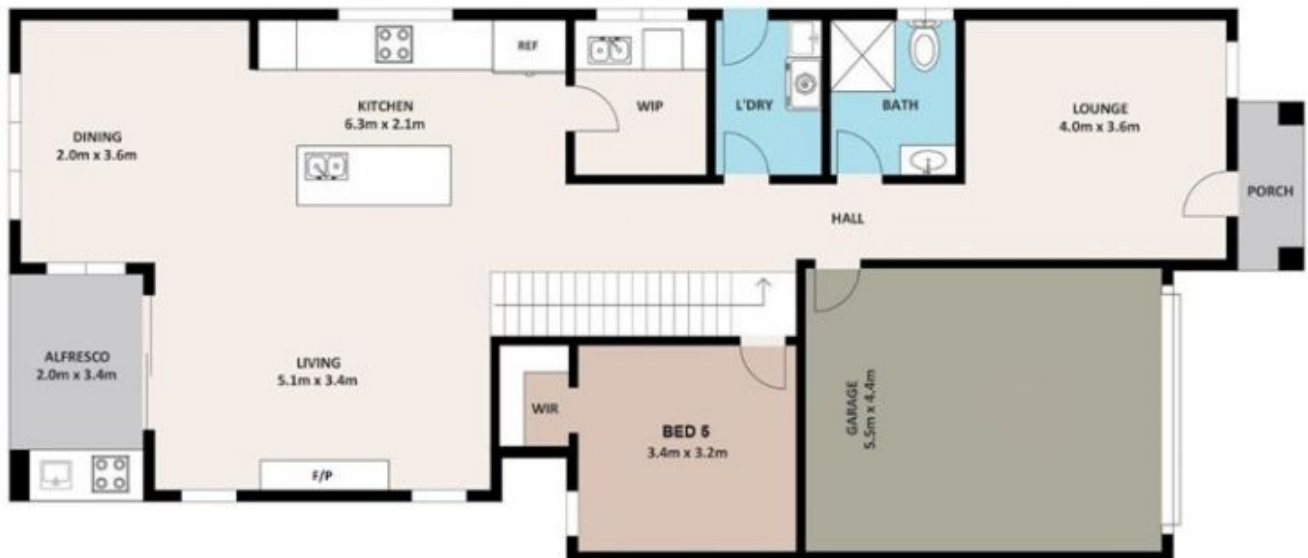 REF
KITCHEN
6.3m x 2.1m
WIP
L'DRY
BATH
LOUNGE
4.0m x 3.6m
DINING
2.0m x 3.6m
PORCH
HALL
ALFRESCO
2.0m x 3.4m
LIVING
5.1m x 3.4m
WIR
BED 5
3.4m x 3.2m
GARAGE
5.5m x 4.4m
F/P